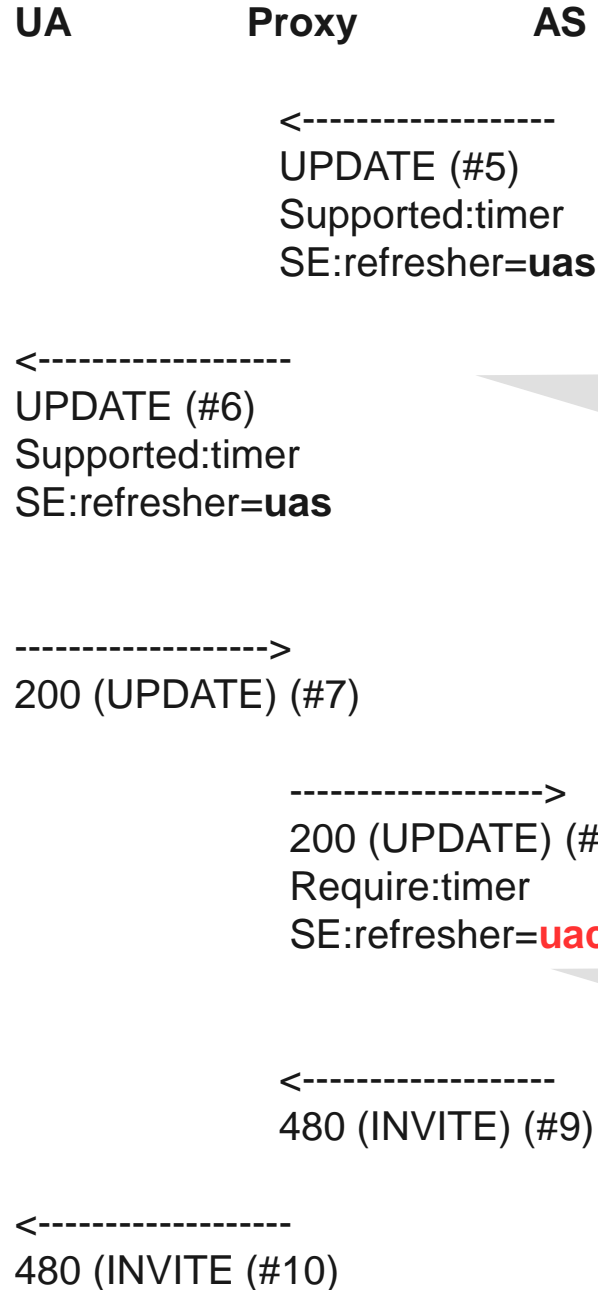 UA Proxy AS
<-------------------
UPDATE (#5)
Supported:timer
SE:refresher=uas
<-------------------
UPDATE (#6)
Supported:timer
SE:refresher=uas
------------------->
200 (UPDATE) (#7)
------------------->
200 (UPDATE) (#
Require:timer
SE:refresher=uac
<-------------------
480 (INVITE) (#9)
<-------------------
480 (INVITE (#10)